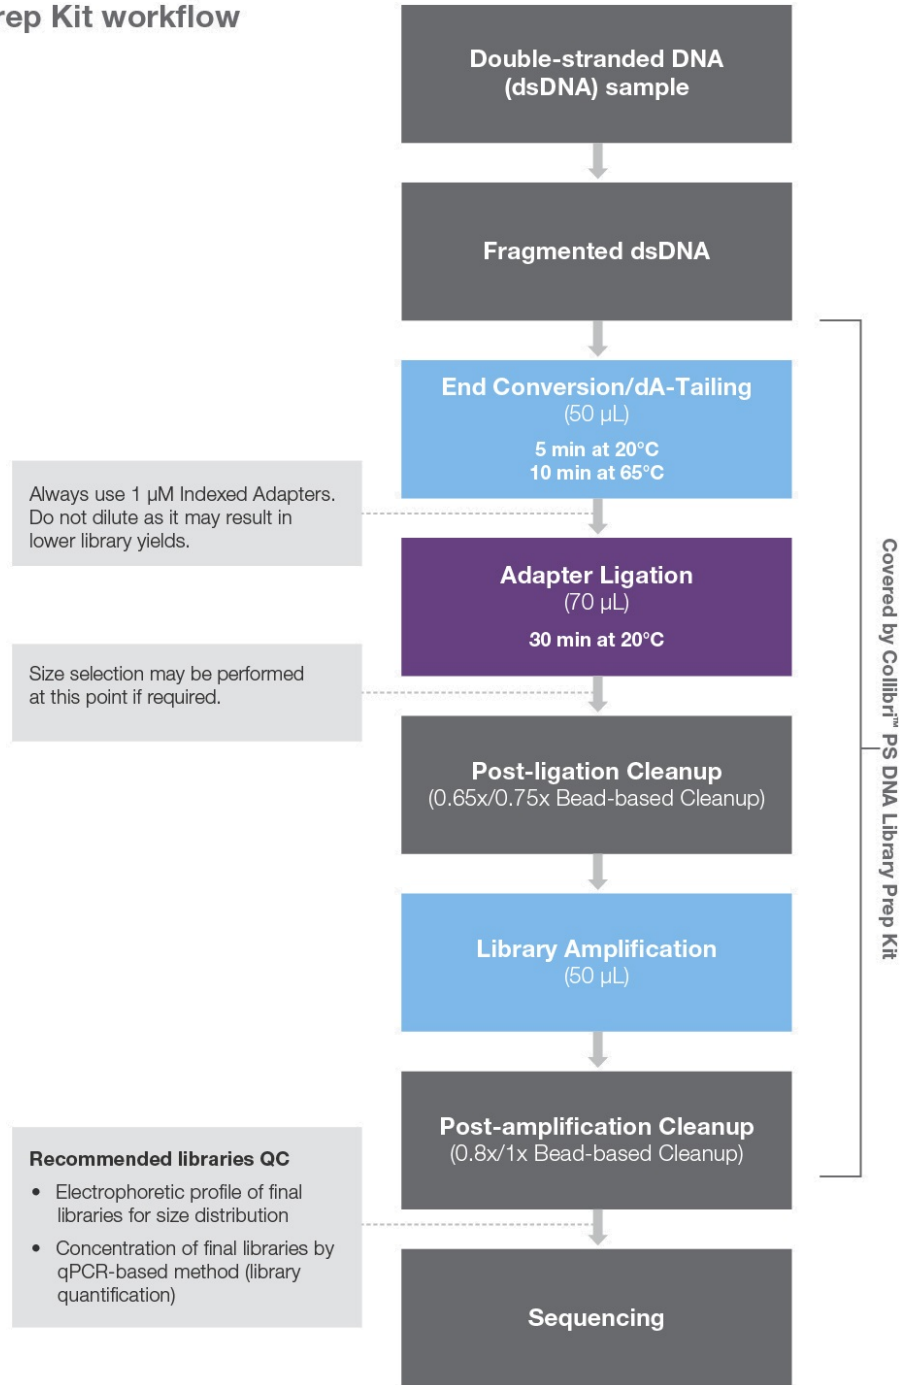 rep Kit workflow
Double-stranded DNA
(dsDNA) sample
Fragmented dsDNA
End Conversion/dA-Tailing
(50 µL)
5 min at 20°C
10 min at 65°C
Always use 1 µM Indexed Adapters.
Do not dilute as it may result in
lower library yields.
Adapter Ligation
(70 µL)
30 min at 20°C
Size selection may be performed
at this point if required.
Post-ligation Cleanup
(0.65x/0.75x Bead-based Cleanup)
Library Amplification
(50 µL)
Post-amplification Cleanup
(0.8x/1x Bead-based Cleanup)
Recommended libraries QC
• Electrophoretic profile of final
libraries for size distribution
• Concentration of final libraries by
qPCR-based method (library
quantification)
Sequencing
Covered by Collibri™ PS DNA Library Prep Kit